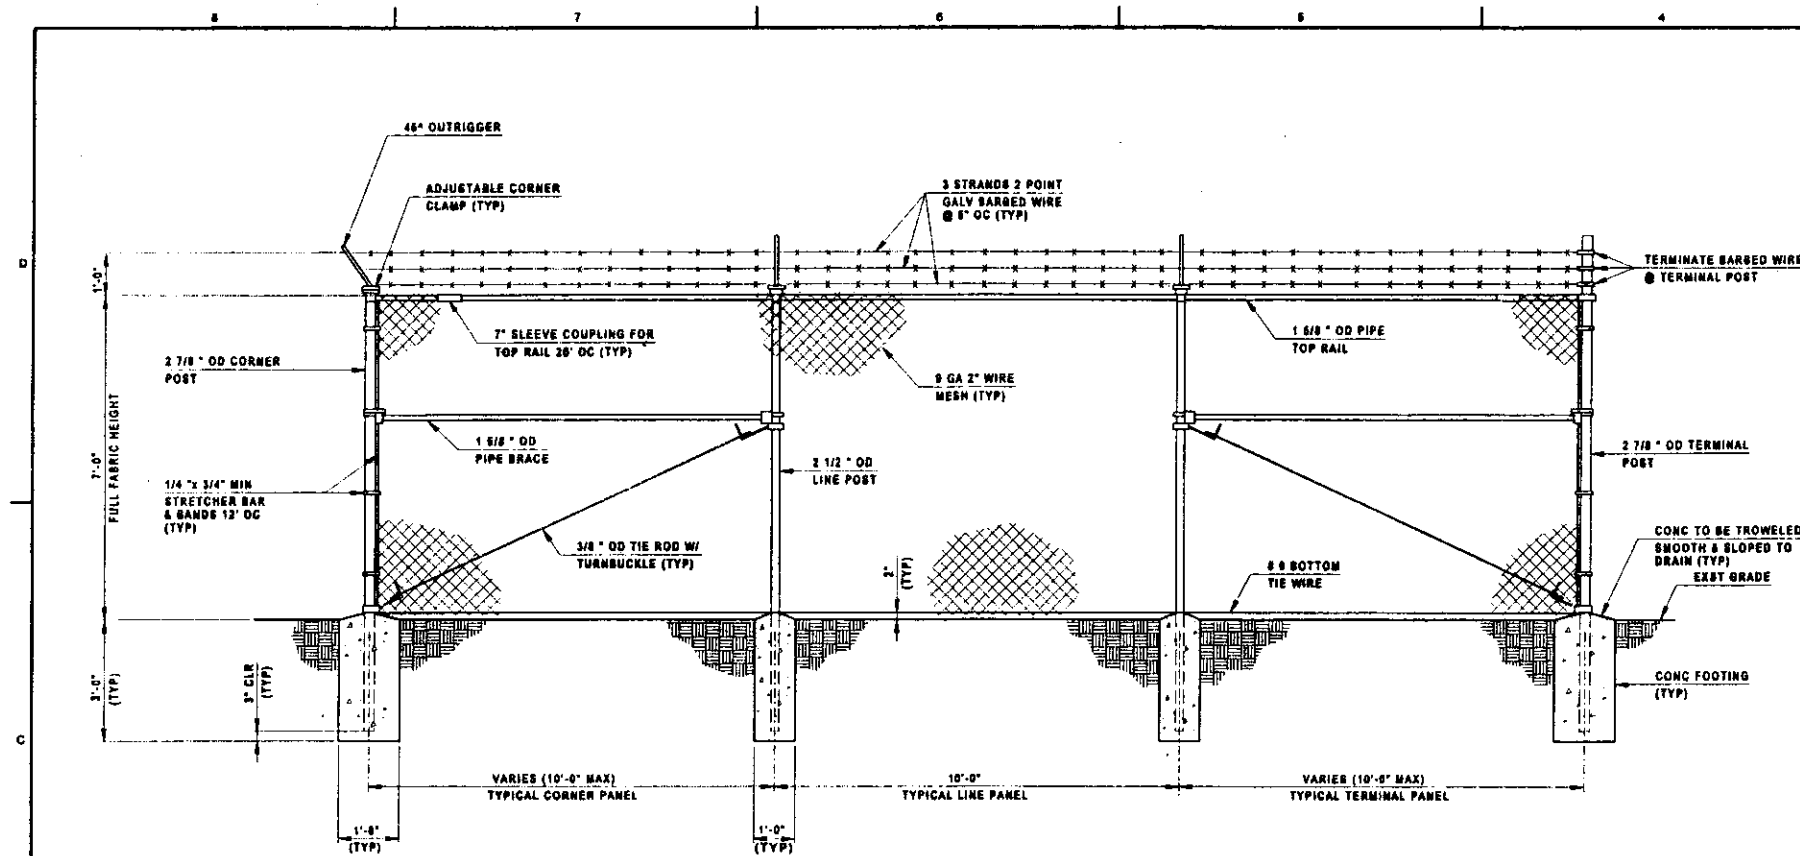 8 7 6 5 4
D
C
45° OUTRIGGER
ADJUSTABLE CORNER
CLAMP (TYP)
3 STRANDS 2 POINT
GALV BARBED WIRE
@ 6" OC (TYP)
TERMINATE BARBED WIRE
@ TERMINAL POST
1'-0"
7" SLEEVE COUPLING FOR
TOP RAIL 20' OC (TYP)
1 5/8 " OD PIPE
TOP RAIL
2 7/8 " OD CORNER
POST
9 GA 2" WIRE
MESH (TYP)
7'-0"
FULL FABRIC HEIGHT
1 5/8 " OD
PIPE BRACE
2 1/2 " OD
LINE POST
2 7/8 " OD TERMINAL
POST
1/4 "x 3/4" MIN
STRETCHER BAR
& BANDS 12' OC
(TYP)
3/8 " OD TIE ROD W/
TURNBUCKLE (TYP)
2"
(TYP)
BOTTOM
TIE WIRE
CONC TO BE TROWELED
SMOOTH & SLOPED TO
DRAIN (TYP)
EXST GRADE
3'-0"
(TYP)
3" CLR
(TYP)
CONC FOOTING
(TYP)
VARIES (10'-0" MAX)
TYPICAL CORNER PANEL
10'-0"
TYPICAL LINE PANEL
VARIES (10'-0" MAX)
TYPICAL TERMINAL PANEL
1'-6"
(TYP)
1'-0"
(TYP)